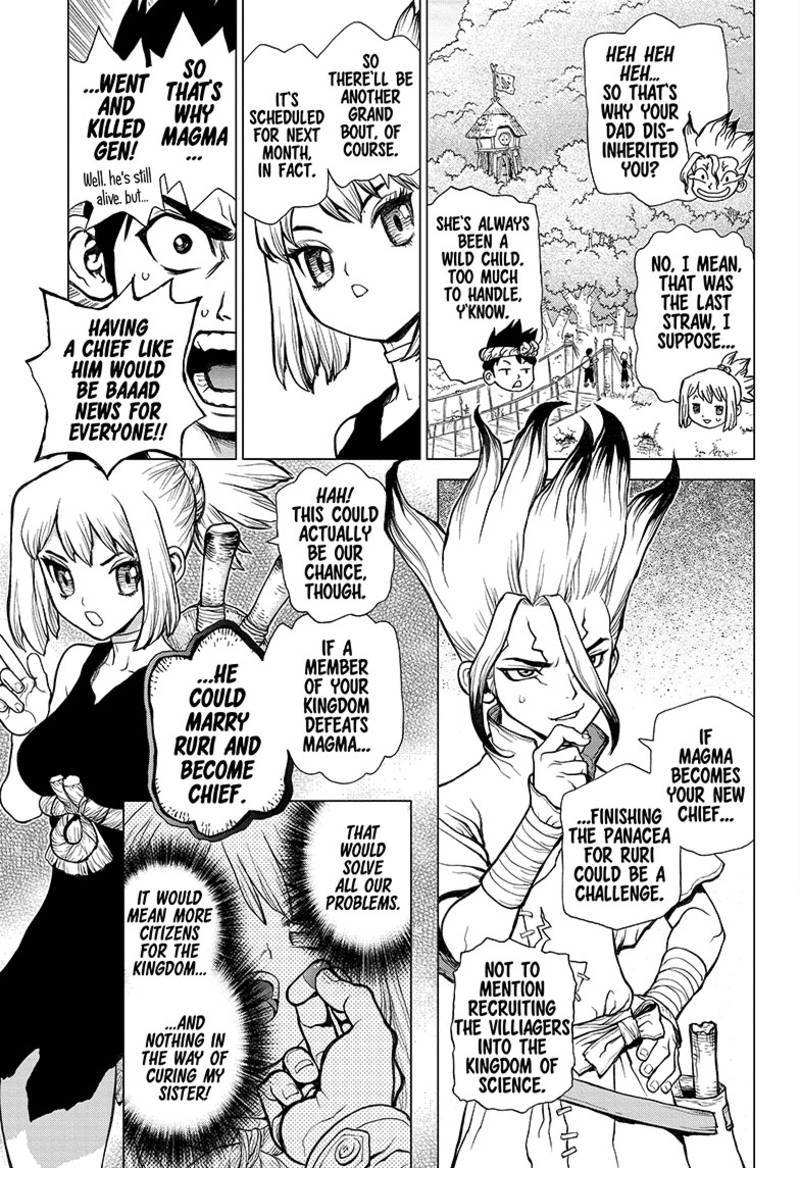 HEH HEH
HEH...
SO THAT'S
WHY YOUR
DAD DIS-
INHERITED
YOU?
NO, I MEAN,
THAT WAS
THE LAST
STRAW, I
SUPPOSE...
SHE'S ALWAYS
BEEN A
WILD CHILD.
TOO MUCH
TO HANDLE,
Y'KNOW.
SO
THERE'LL BE
ANOTHER
GRAND
BOUT, OF
COURSE.
IT'S
SCHEDULED
FOR NEXT
MONTH,
IN FACT.
SO
THAT'S
WHY
MAGMA
...
...WENT
AND
KILLED
GEN!
Well, he's still
alive, but...
HAVING
A CHIEF LIKE
HIM WOULD
BE BAAAD
NEWS FOR
EVERYONE!!
IF
MAGMA
BECOMES
YOUR NEW
CHIEF...
...FINISHING
THE PANACEA
FOR RURI
COULD BE A
CHALLENGE.
NOT TO
MENTION
RECRUITING
THE VILLIAGERS
INTO THE
KINGDOM OF
SCIENCE.
HAH!
THIS COULD
ACTUALLY
BE OUR
CHANCE,
THOUGH.
IF A
MEMBER
OF YOUR
KINGDOM
DEFEATS
MAGMA...
...HE
COULD
MARRY
RURI AND
BECOME
CHIEF.
THAT
WOULD
SOLVE
ALL OUR
PROBLEMS.
IT WOULD
MEAN MORE
CITIZENS
FOR THE
KINGDOM...
...AND
NOTHING IN
THE WAY OF
CURING MY
SISTER!